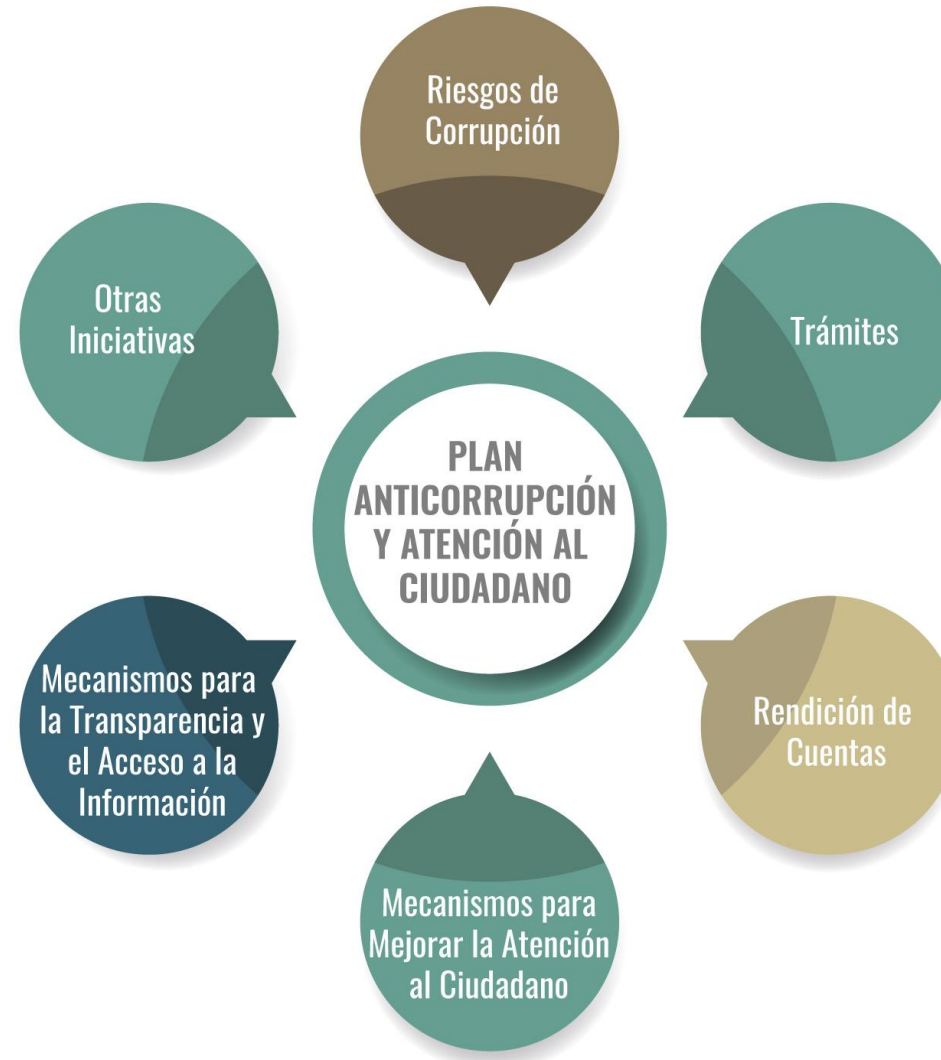 Riesgos de
Corrupción
Otras
Iniciativas
Trámites
PLAN
ANTICORRUPCIÓN
Y ATENCIÓN AL
CIUDADANO
Mecanismos para
la Transparencia y
el Acceso a la
Información
Rendición de
Cuentas
Mecanismos para
Mejorar la Atención
al Ciudadano